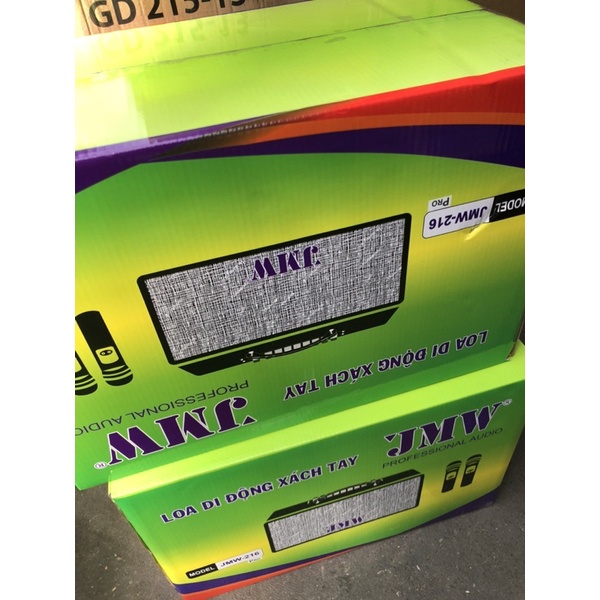 GD 215-15
MODEL JMW-216
PRO
JMW
LOA DI ĐỘNG XÁCH TAY
JMW®
PROFESSIONAL AUDIO
JMW®
PROFESSIONAL AUDIO
LOA DI ĐỘNG XÁCH TAY
JMW
MODEL JMW-216
PRO